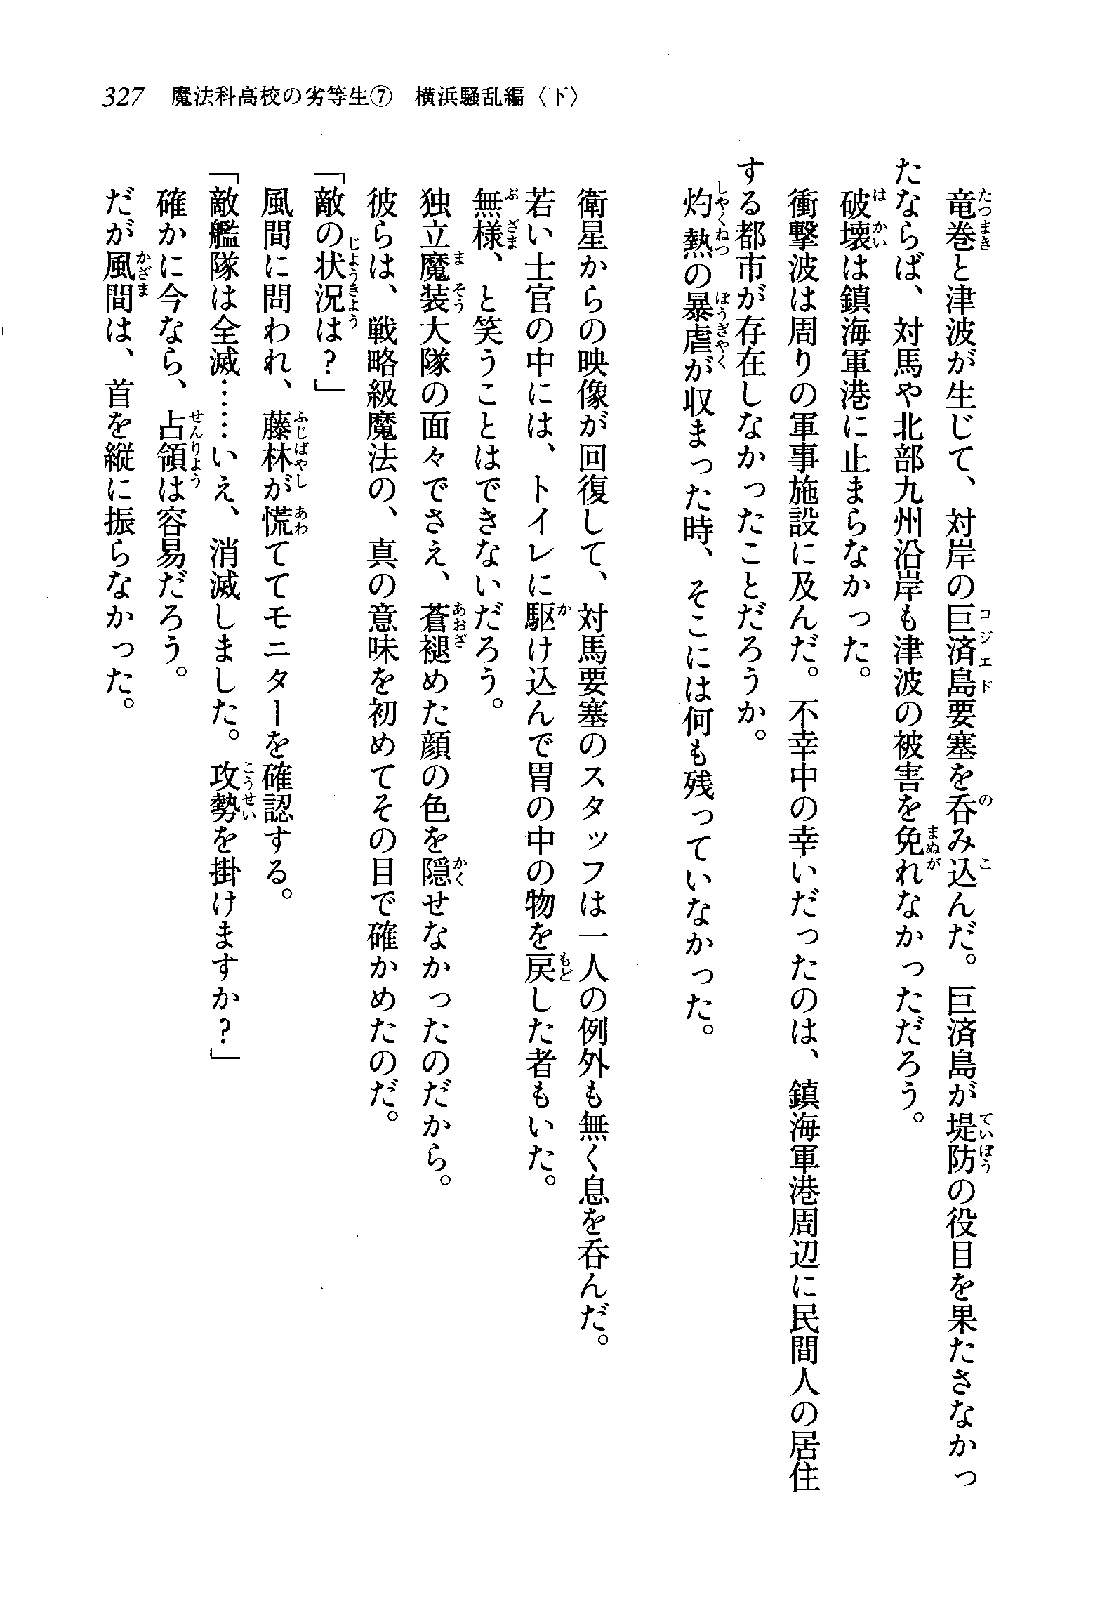 327　魔法科高校の劣等生⑦　横浜騒乱編〈下〉
竜巻と津波が生じて、対岸の巨済島要塞を呑み込んだ。巨済島が堤防の役目を果たさなかっ
たならば、対馬や北部九州沿岸も津波の被害を免れなかっただろう。
破壊は鎮海軍港に止まらなかった。
衝撃波は周りの軍事施設に及んだ。不幸中の幸いだったのは、鎮海軍港周辺に民間人の居住
する都市が存在しなかったことだろうか。
灼熱の暴虐が収まった時、そこには何も残っていなかった。
衛星からの映像が回復して、対馬要塞のスタッフは一人の例外も無く息を呑んだ。
若い士官の中には、トイレに駆け込んで胃の中の物を戻した者もいた。
無様、と笑うことはできないだろう。
独立魔装大隊の面々でさえ、蒼褪めた顔の色を隠せなかったのだから。
彼らは、戦略級魔法の、真の意味を初めてその目で確かめたのだ。
「敵の状況は？」
風間に問われ、藤林が慌ててモニターを確認する。
「敵艦隊は全滅……いえ、消滅しました。攻勢を掛けますか？」
確かに今なら、占領は容易だろう。
だが風間は、首を縦に振らなかった。